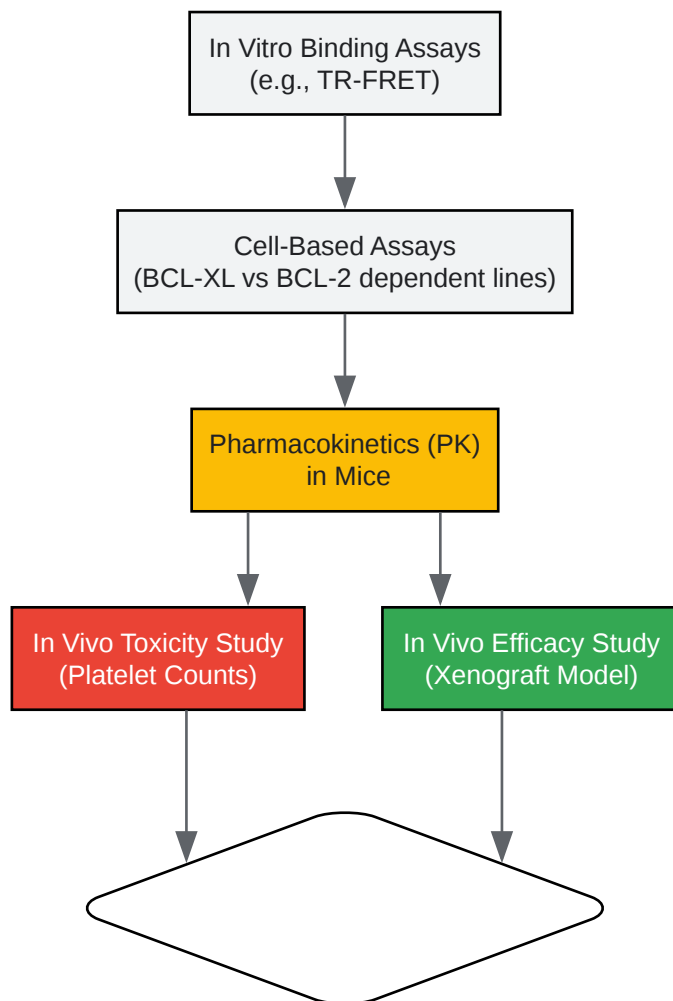 In Vitro Binding Assays
(e.g., TR-FRET)
Cell-Based Assays
(BCL-XL vs BCL-2 dependent lines)
Pharmacokinetics (PK)
in Mice
In Vivo Toxicity Study
(Platelet Counts)
In Vivo Efficacy Study
(Xenograft Model)